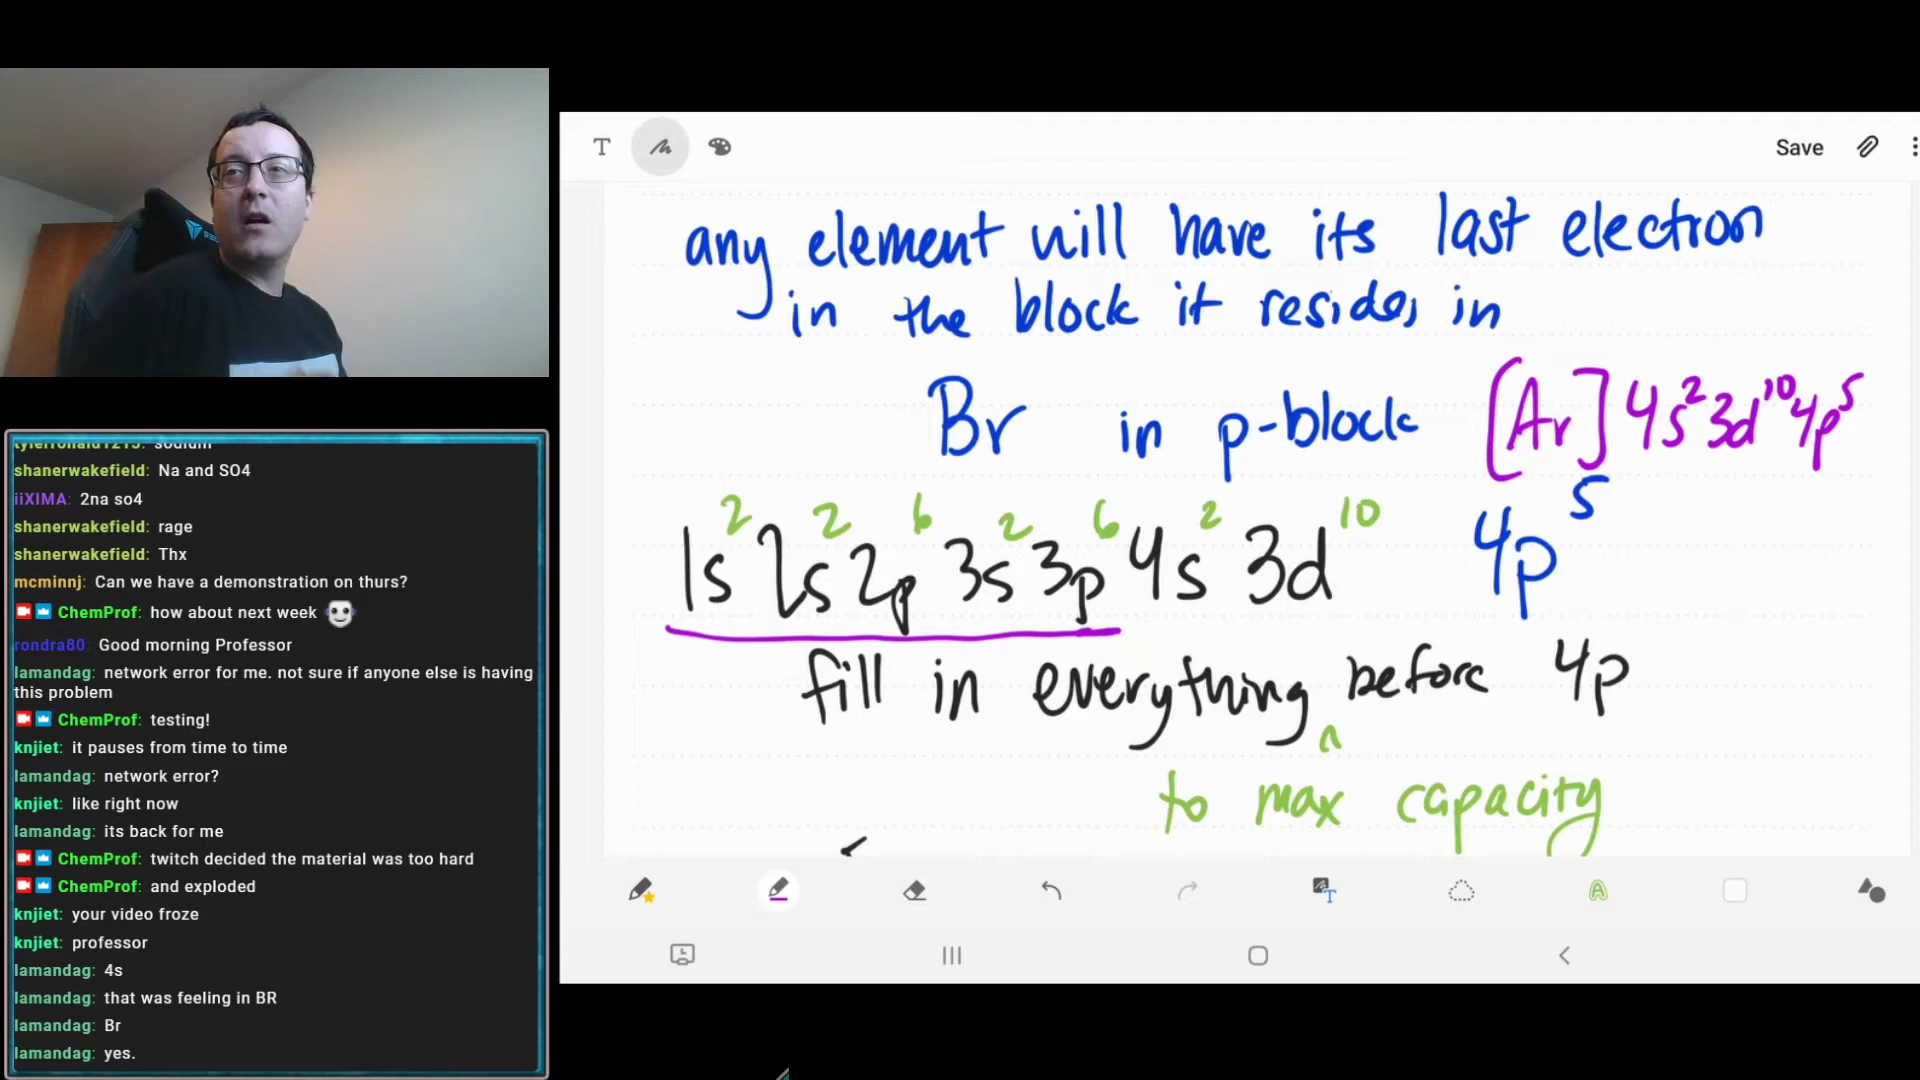 Save
any element will have its last electron
in the block it resides in
Br in p-block [Ar] 4s² 3d¹⁰ 4p⁵
1s² 2s² 2p⁶ 3s² 3p⁶ 4s² 3d¹⁰ 4p⁵
fill in everything before 4p
^
to max capacity
shanerwakefield: Na and SO4
iiXIMA: 2na so4
shanerwakefield: rage
shanerwakefield: Thx
mcminnj: Can we have a demonstration on thurs?
ChemProf: how about next week
rondra80: Good morning Professor
lamandag: network error for me. not sure if anyone else is having
this problem
ChemProf: testing!
knjiet: it pauses from time to time
lamandag: network error?
knjiet: like right now
lamandag: its back for me
ChemProf: twitch decided the material was too hard
ChemProf: and exploded
knjiet: your video froze
knjiet: professor
lamandag: 4s
lamandag: that was feeling in BR
lamandag: Br
lamandag: yes.